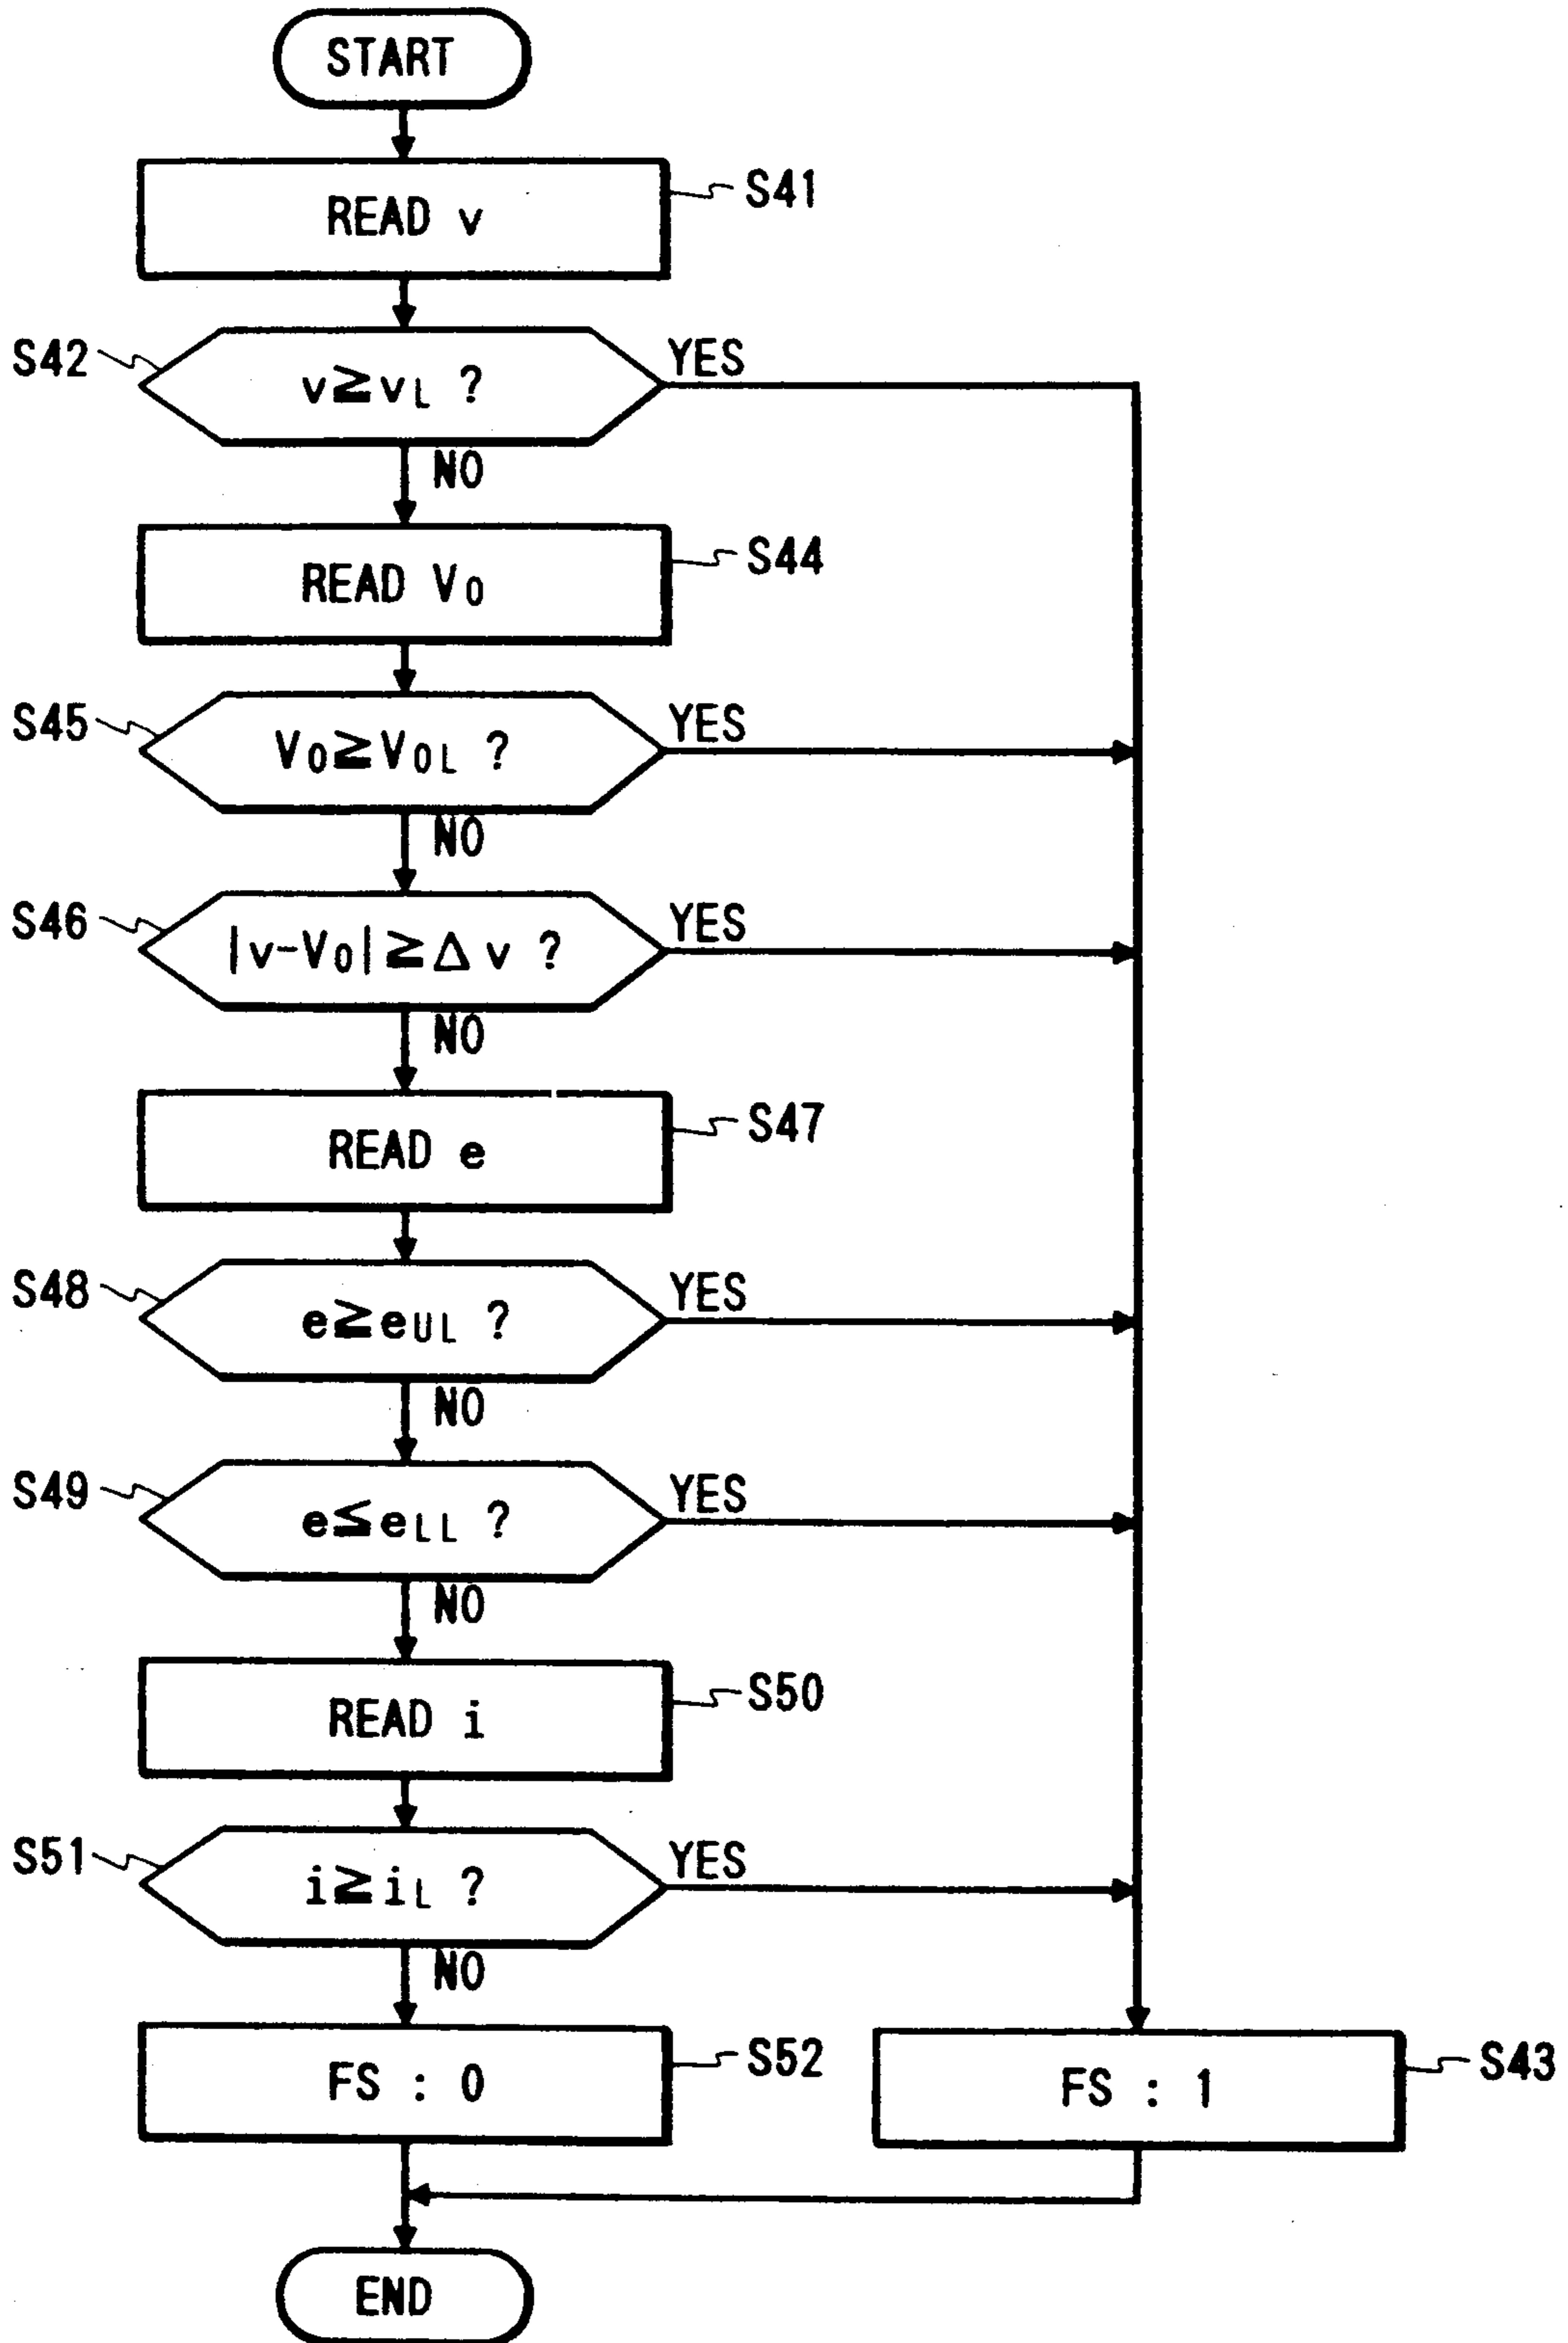 START
READ v
S41
S42
v≧vL ?
YES
NO
READ V0
S44
S45
V0≧V0L ?
YES
NO
S46
|v-V0|≧Δv ?
YES
NO
READ e
S47
S48
e≧eUL ?
YES
NO
S49
e≦eLL ?
YES
NO
READ i
S50
S51
i≧iL ?
YES
NO
FS : 0
S52
FS : 1
S43
END